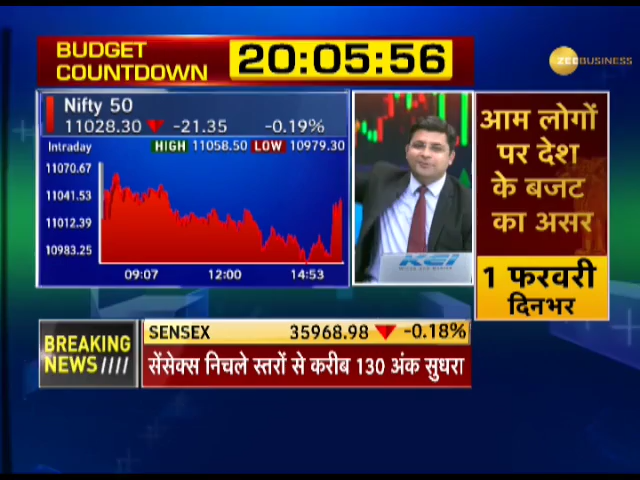 BUDGET
COUNTDOWN
20:05:56
ZEE BUSINESS
Nifty 50
11028.30 -21.35 -0.19%
Intraday HIGH 11058.50 LOW 10979.30
11070.67
11041.53
11012.39
10983.25
09:07 12:00 14:53
KEI
आम लोगों
पर देश
के बजट
का असर
1 फरवरी
दिनभर
BREAKING
NEWS
SENSEX 35968.98 -0.18%
सेंसेक्स निचले स्तरों से करीब 130 अंक सुधरा